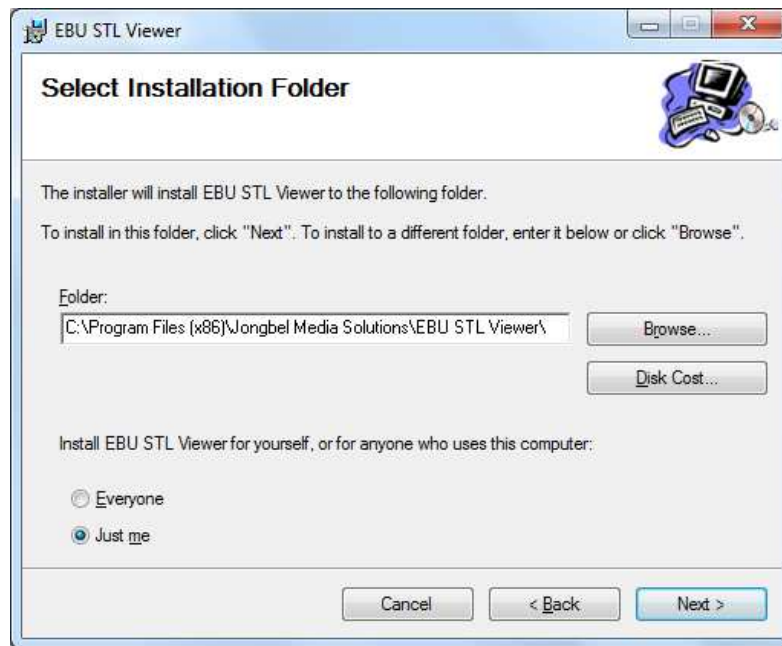 EBU STL Viewer
Select Installation Folder
The installer will install EBU STL Viewer to the following folder.
To install in this folder, click "Next". To install to a different folder, enter it below or click "Browse".
Folder:
C:\Program Files (x86)\Jongbel Media Solutions\EBU STL Viewer\
Browse...
Disk Cost...
Install EBU STL Viewer for yourself, or for anyone who uses this computer:
Everyone
Just me
Cancel
< Back
Next >